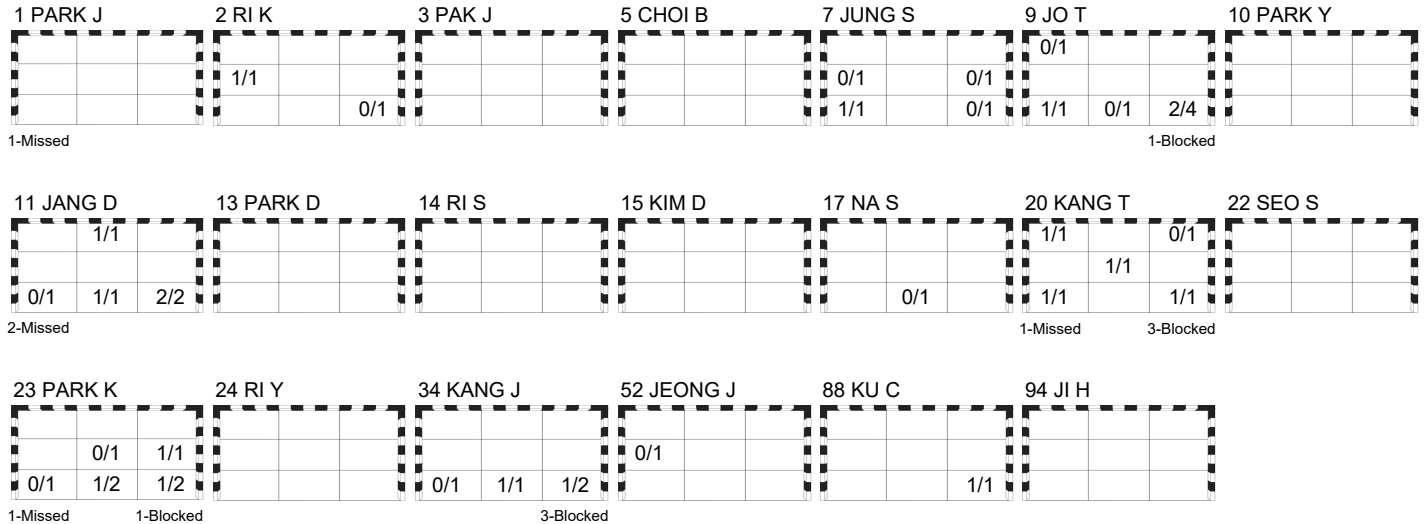 1 PARK J 2 RI K 3 PAK J 5 CHOI B 7 JUNG S 9 JO T 10 PARK Y
0/1
1/1 0/1 0/1
0/1 1/1 0/1 1/1 0/1 2/4
1-Missed 1-Blocked
11 JANG D 13 PARK D 14 RI S 15 KIM D 17 NA S 20 KANG T 22 SEO S
1/1 1/1 0/1
1/1
0/1 1/1 2/2 0/1 1/1 1/1
2-Missed 1-Missed 3-Blocked
23 PARK K 24 RI Y 34 KANG J 52 JEONG J 88 KU C 94 JI H
0/1 1/1 0/1
0/1 1/2 1/2 0/1 1/1 1/2 1/1
1-Missed 1-Blocked 3-Blocked